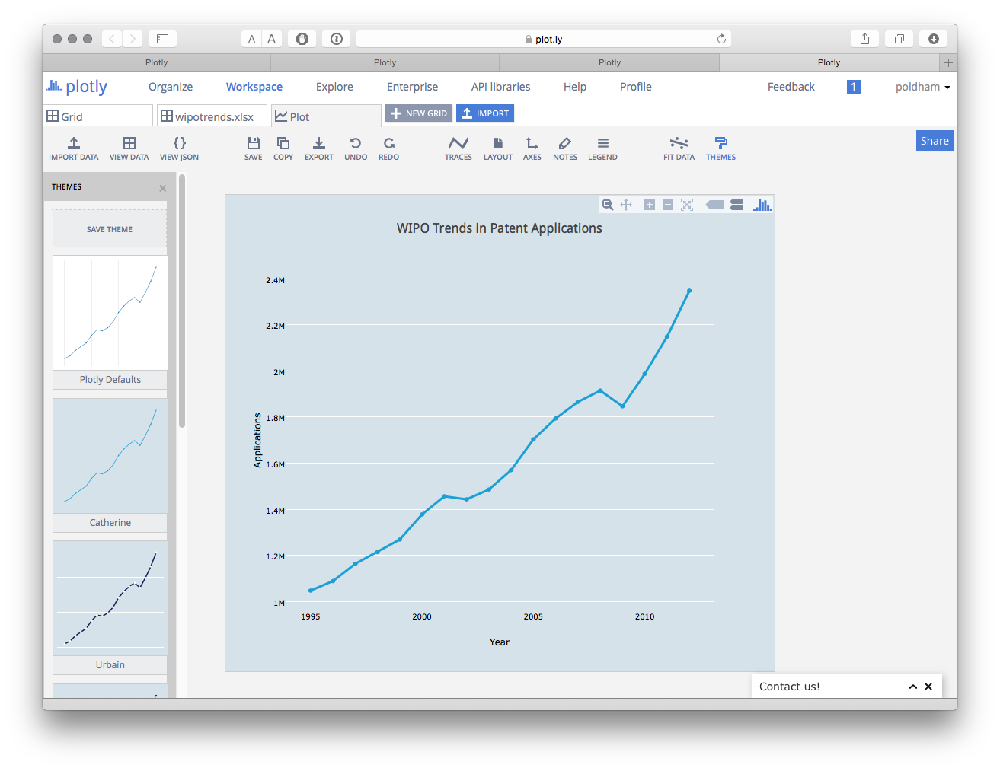 A A
plot.ly
Plotly Plotly Plotly Plotly
plotly Organize Workspace Explore Enterprise API libraries Help Profile Feedback 1 poldham
Grid wipotrends.xlsx Plot NEW GRID IMPORT
IMPORT DATA VIEW DATA VIEW JSON SAVE COPY EXPORT UNDO REDO TRACES LAYOUT AXES NOTES LEGEND FIT DATA THEMES Share
THEMES
SAVE THEME
Plotly Defaults
Catherine
Urbain
WIPO Trends in Patent Applications
2.4M
2.2M
2M
1.8M
1.6M
1.4M
1.2M
1M
Applications
1995 2000 2005 2010
Year
Contact us!